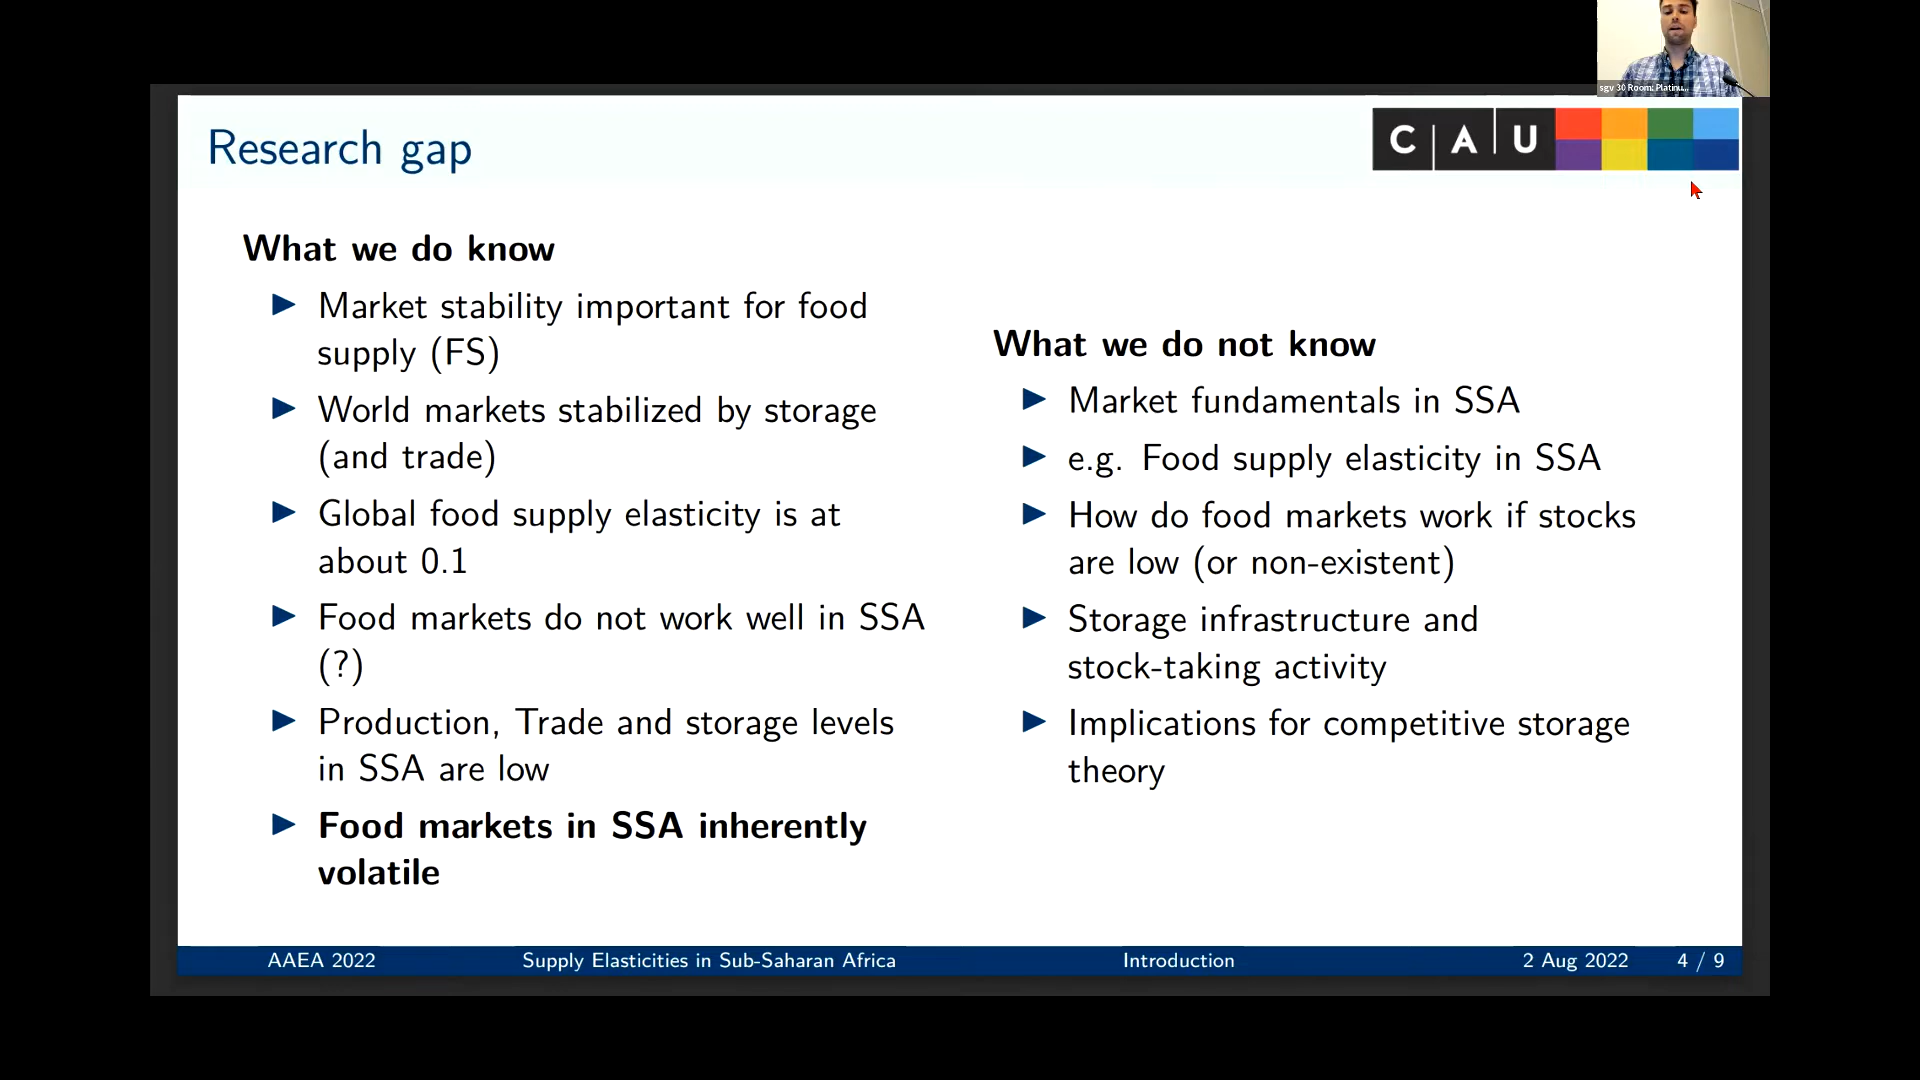 sgv 30 Room: Platinu...
Research gap
C A U
What we do know
Market stability important for food
supply (FS)
World markets stabilized by storage
(and trade)
Global food supply elasticity is at
about 0.1
Food markets do not work well in SSA
(?)
Production, Trade and storage levels
in SSA are low
Food markets in SSA inherently
volatile
What we do not know
Market fundamentals in SSA
e.g. Food supply elasticity in SSA
How do food markets work if stocks
are low (or non-existent)
Storage infrastructure and
stock-taking activity
Implications for competitive storage
theory
AAEA 2022 Supply Elasticities in Sub-Saharan Africa Introduction 2 Aug 2022 4 / 9